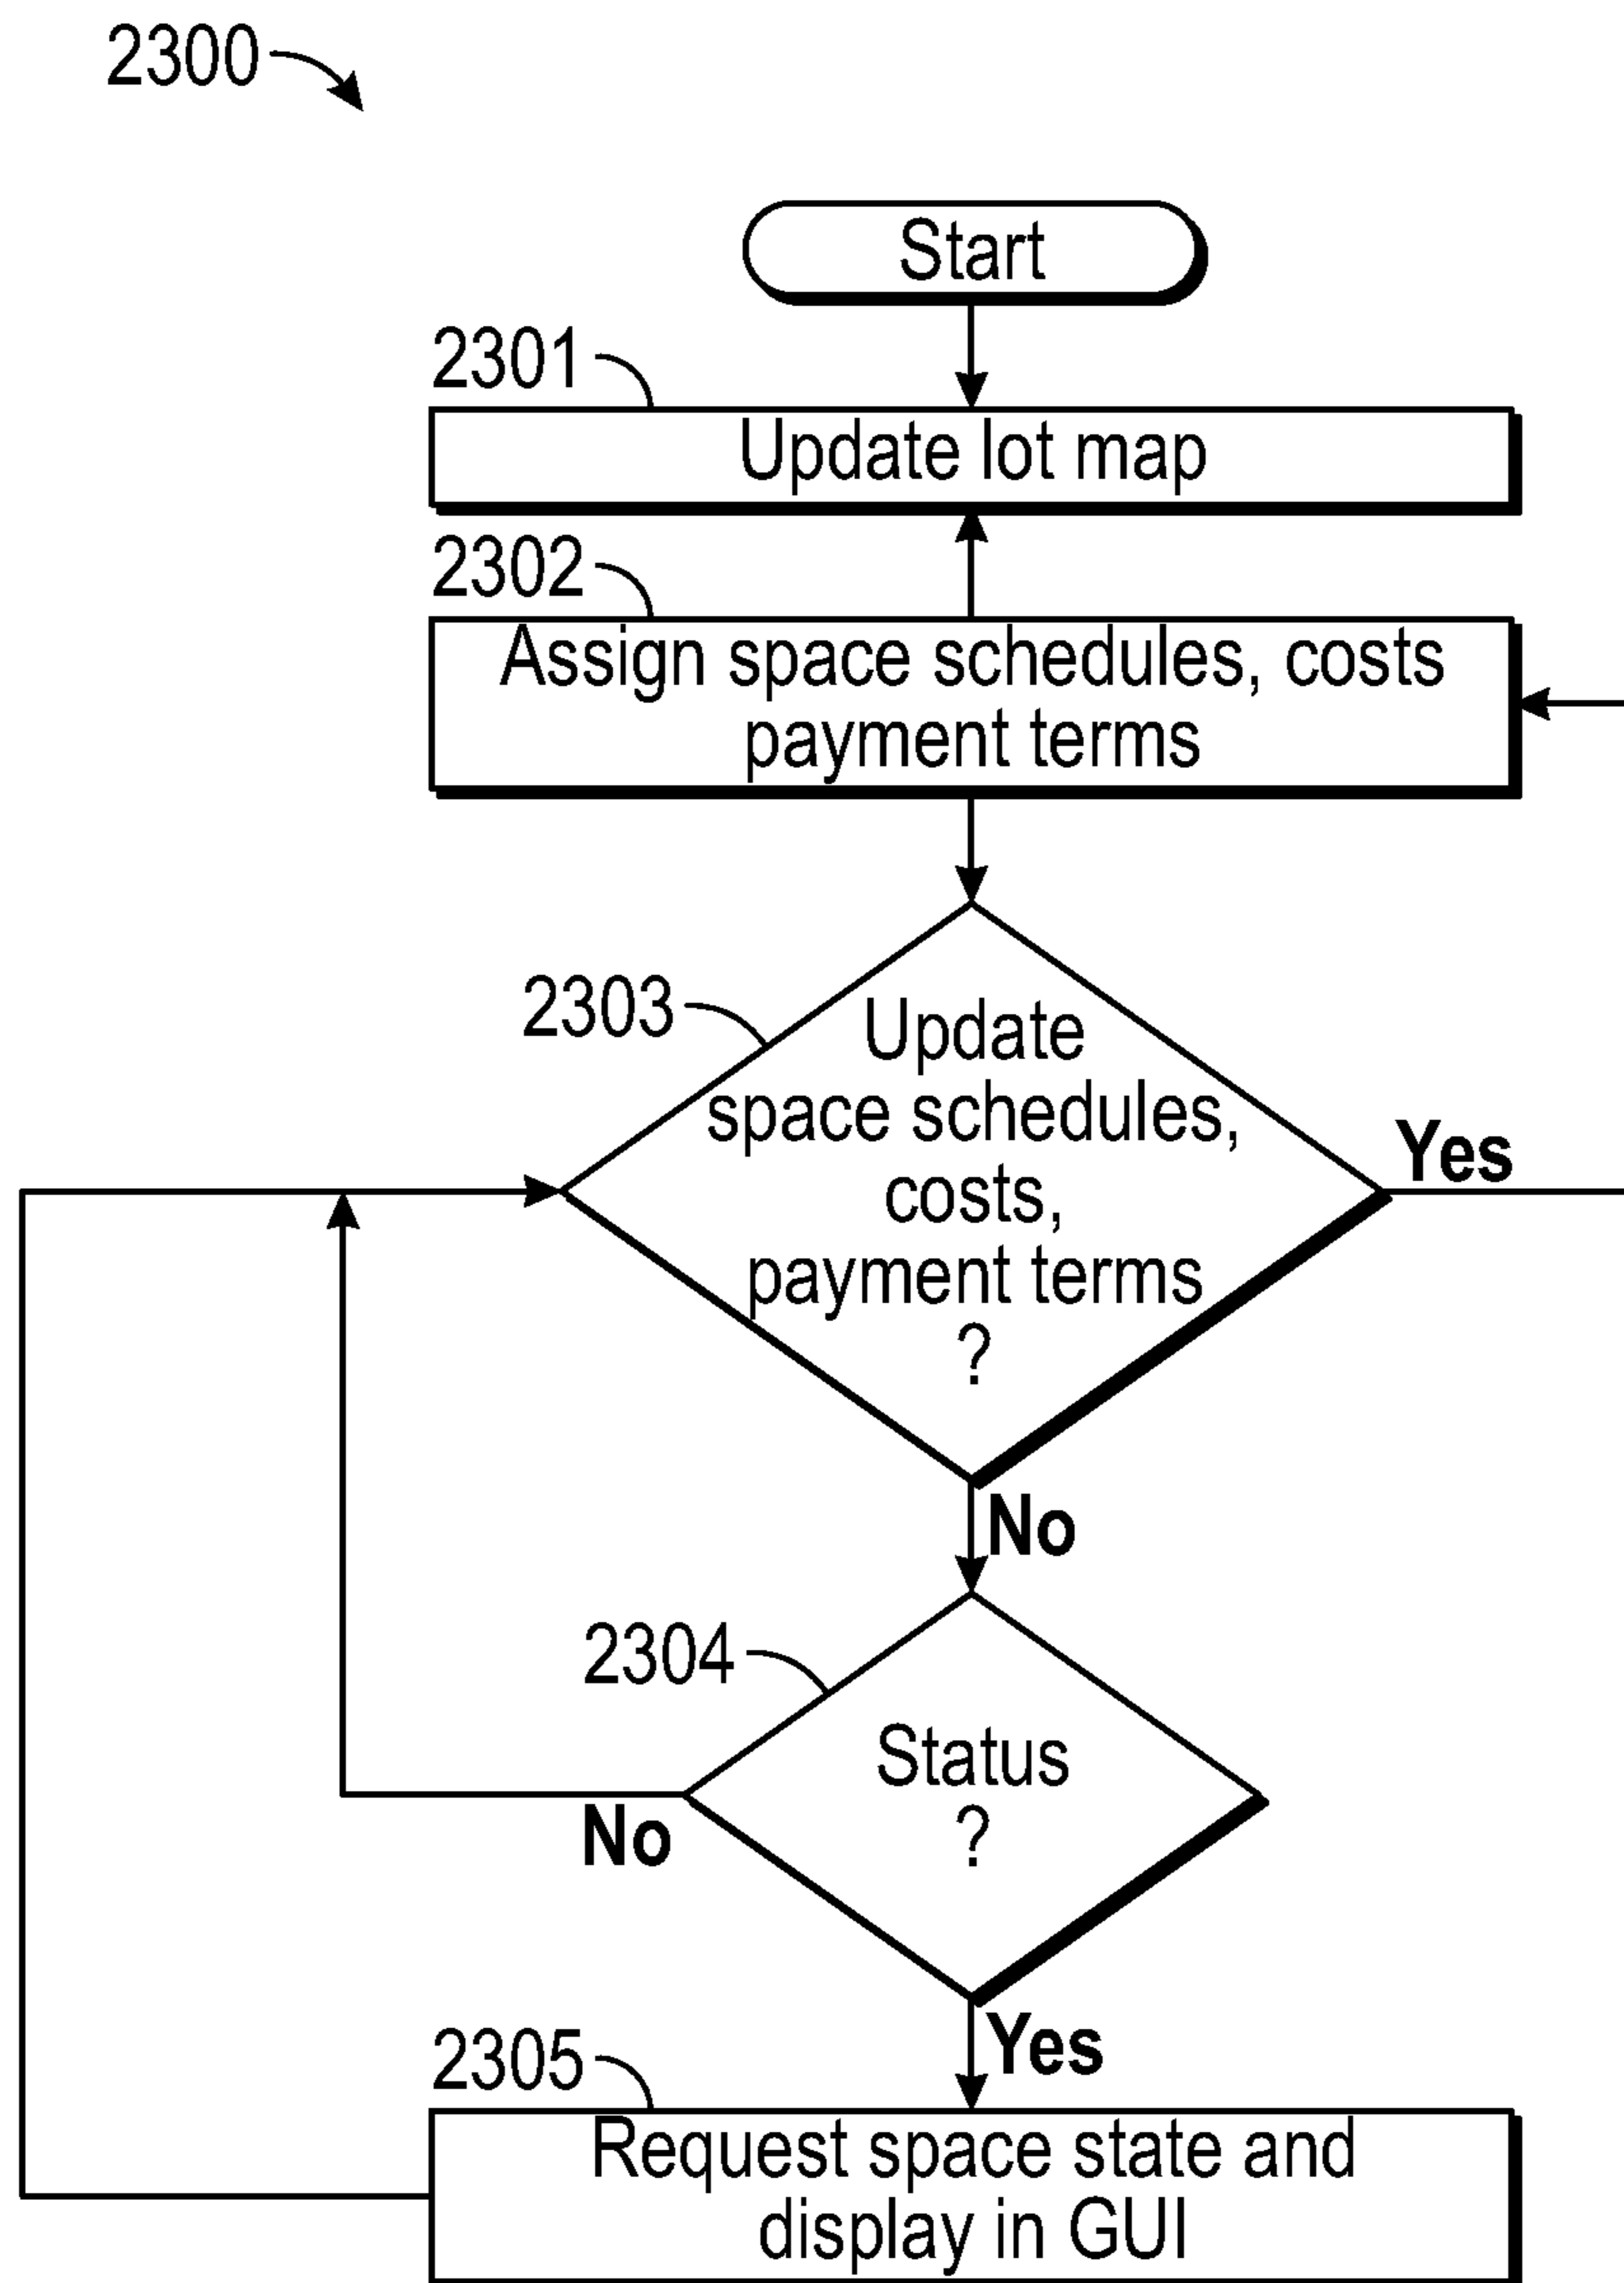 2300
Start
2301
Update lot map
2302
Assign space schedules, costs
payment terms
2303
Update
space schedules,
costs,
payment terms
?
Yes
No
2304
Status
?
No
Yes
2305
Request space state and
display in GUI